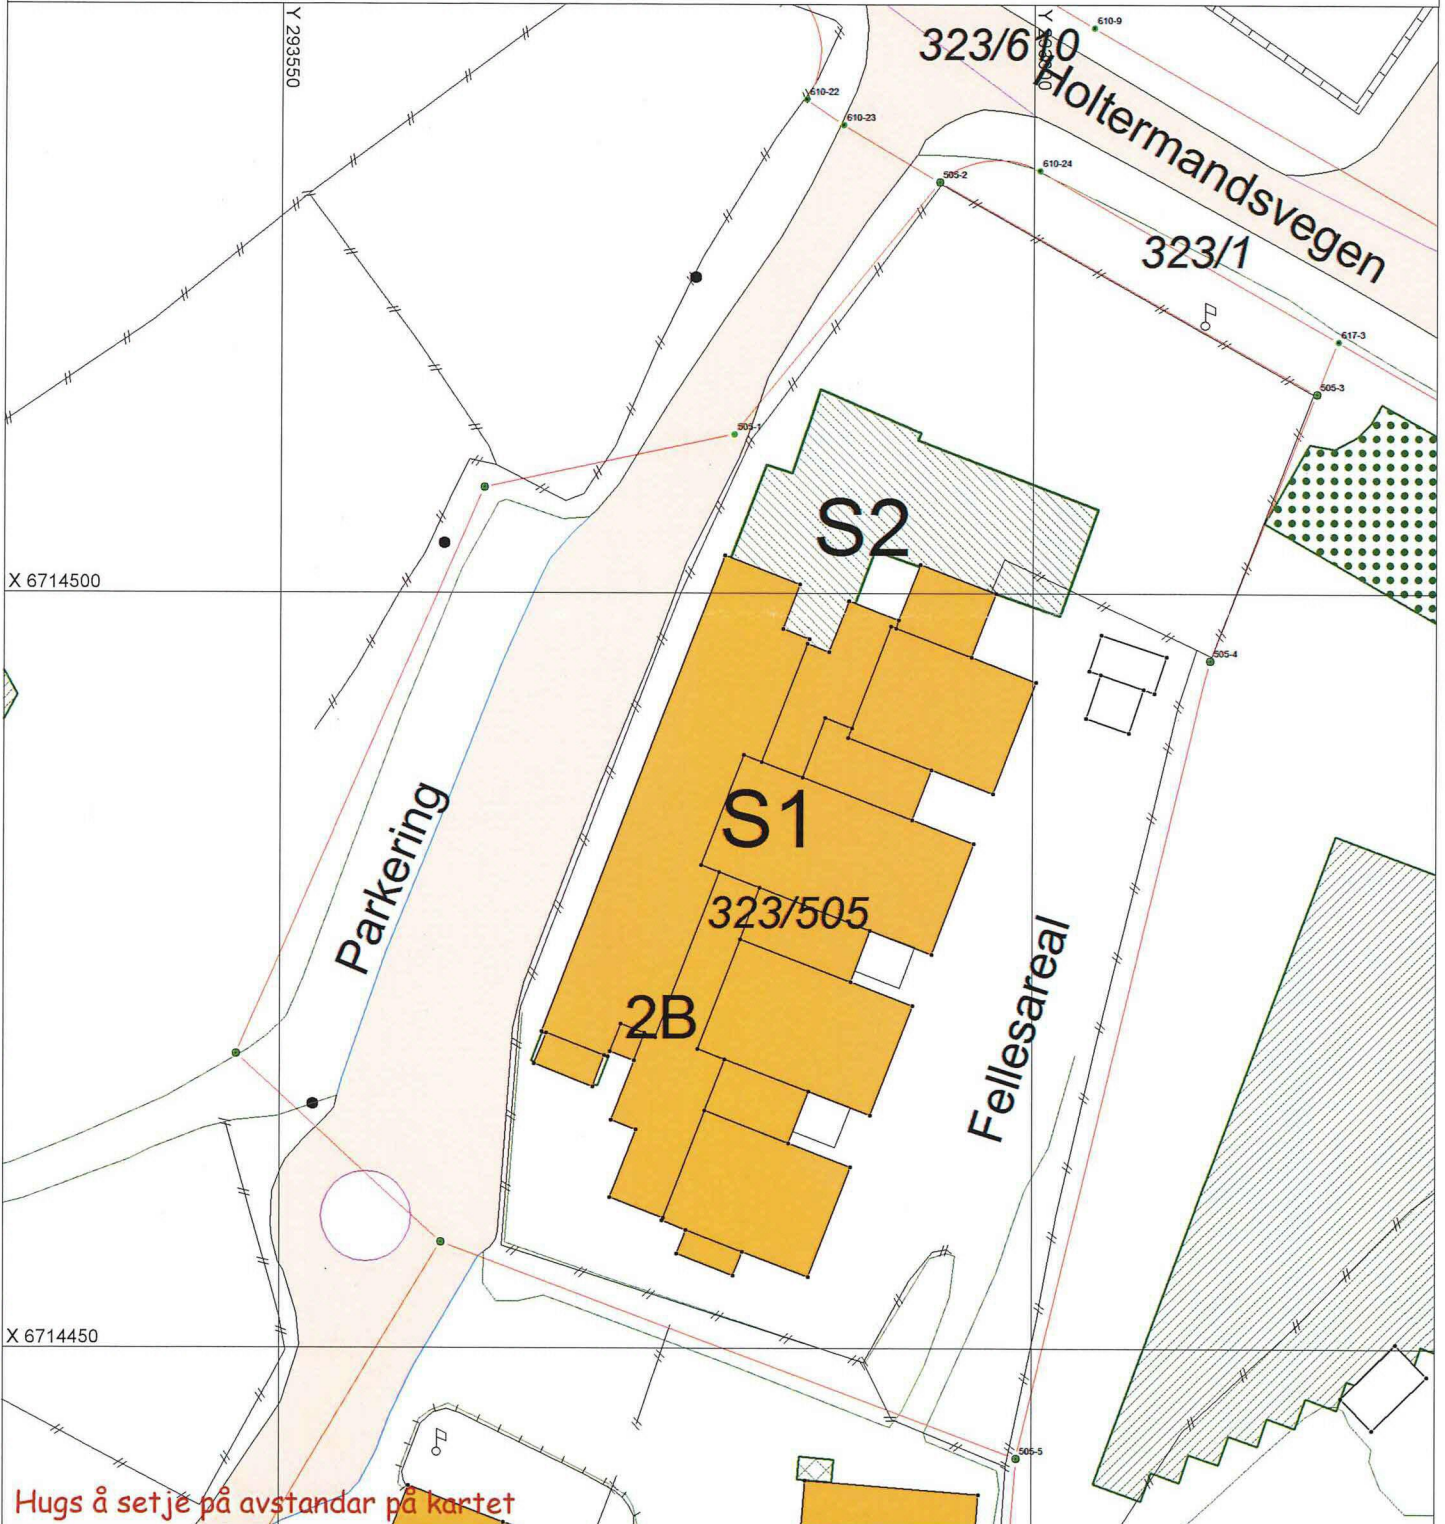 Y 293550
Y 293600
610-9
323/610
Holtermandsvegen
610-22
610-23
610-24
505-2
323/1
617-3
505-3
505-1
S2
X 6714500
505-4
Parkering
S1
323/505
2B
Fellesareal
X 6714450
505-5
Hugs å setje på avstandar på kartet